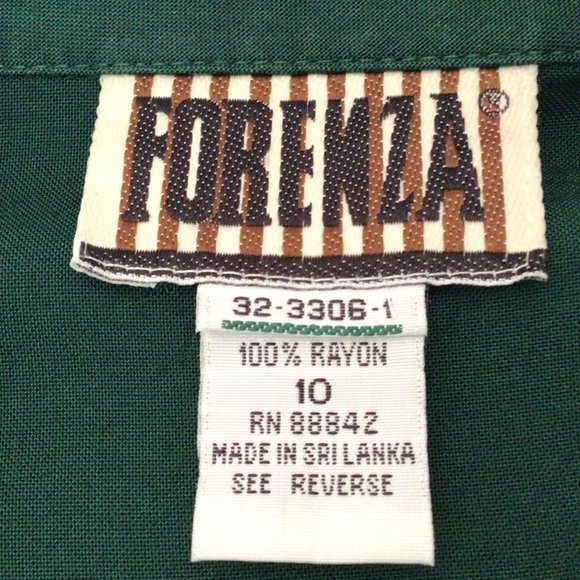 FORENZA®
32-3306-1
100% RAYON
10
RN 88842
MADE IN SRI LANKA
SEE REVERSE